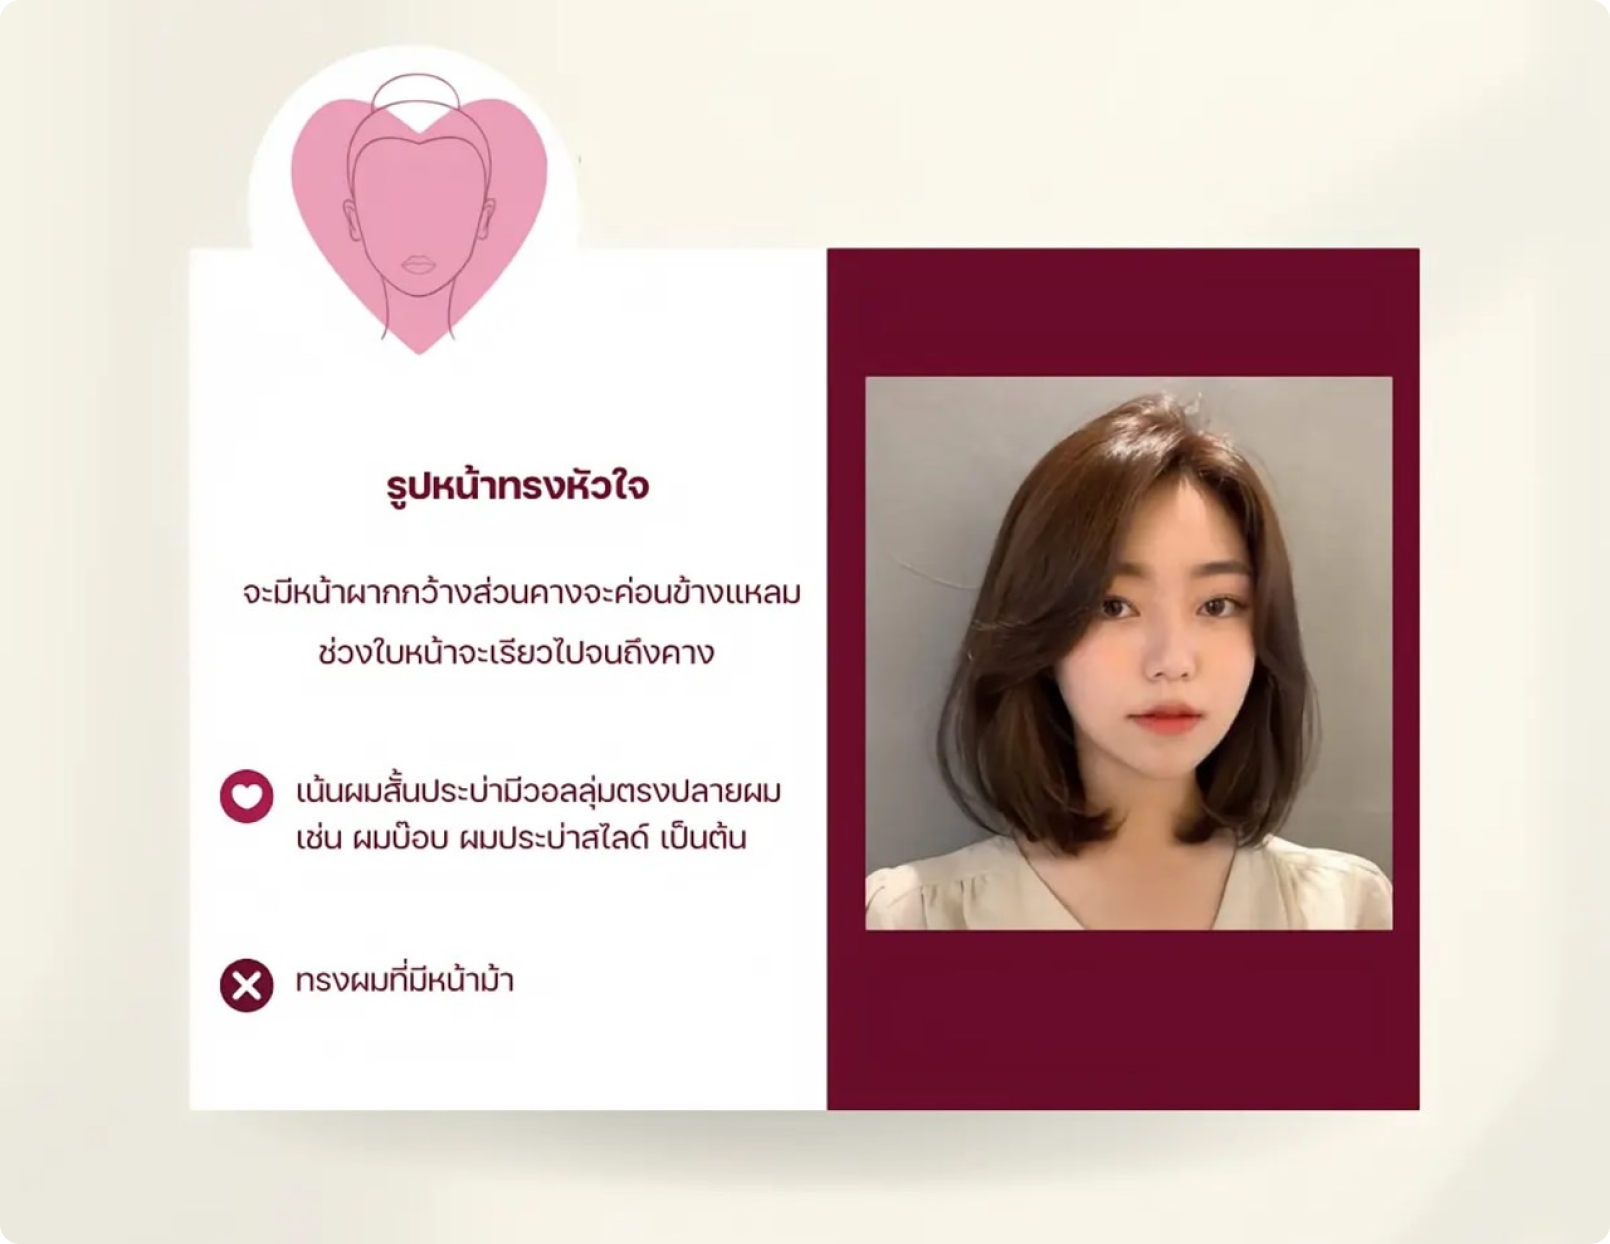 รูปหน้าทรงหัวใจ
จะมีหน้าผากกว้างส่วนคางจะค่อนข้างแหลม
ช่วงใบหน้าจะเรียวไปจนถึงคาง
เน้นผมสั้นประบ่ามีวอลลุ่มตรงปลายผม
เช่น ผมบ๊อบ ผมประบ่าสไลด์ เป็นต้น
ทรงผมที่มีหน้าม้า